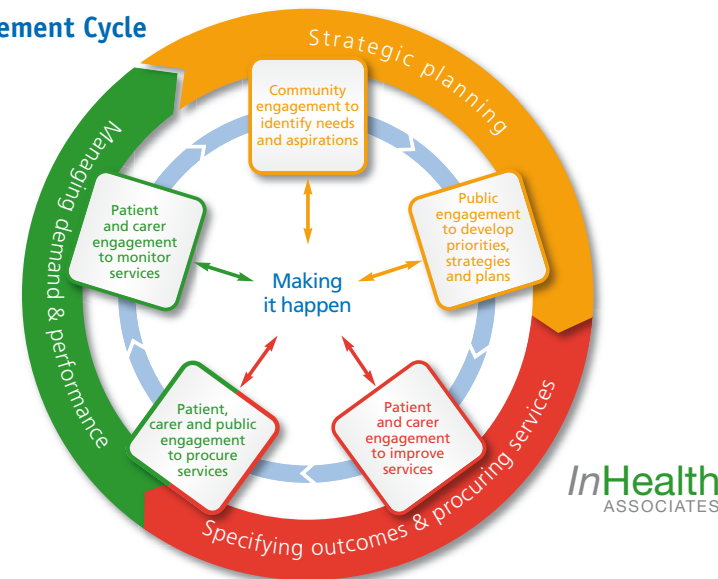 ement Cycle
Strategic planning
Community
engagement to
identify needs
and aspirations
Public
engagement
to develop
priorities,
strategies
and plans
Patient
and carer
engagement
to improve
services
Patient,
carer and public
engagement
to procure
services
Patient
and carer
engagement
to monitor
services
Making
it happen
Specifying outcomes & procuring services
Managing demand & performance
InHealth
ASSOCIATES